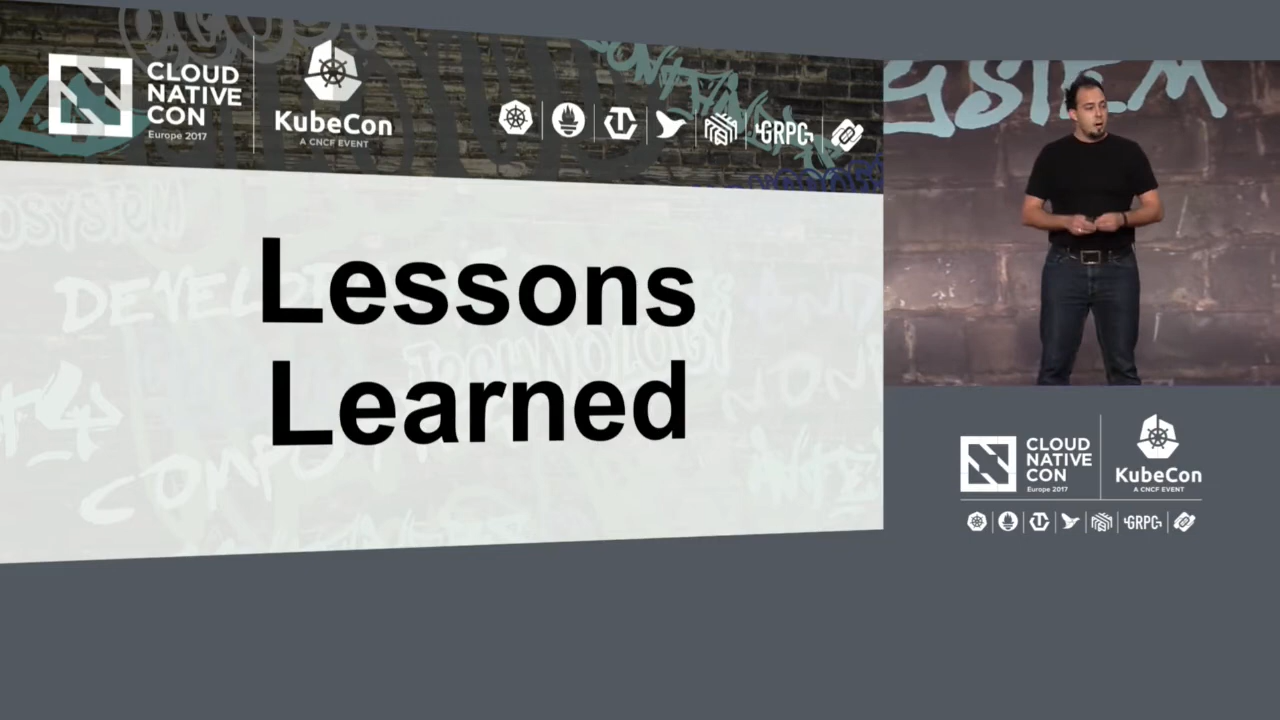 CLOUD
NATIVE
CON
Europe 2017
KubeCon
A CNCF EVENT
GRPC
Lessons
Learned
SYSTEM
CLOUD
NATIVE
CON
Europe 2017
KubeCon
A CNCF EVENT
GRPC